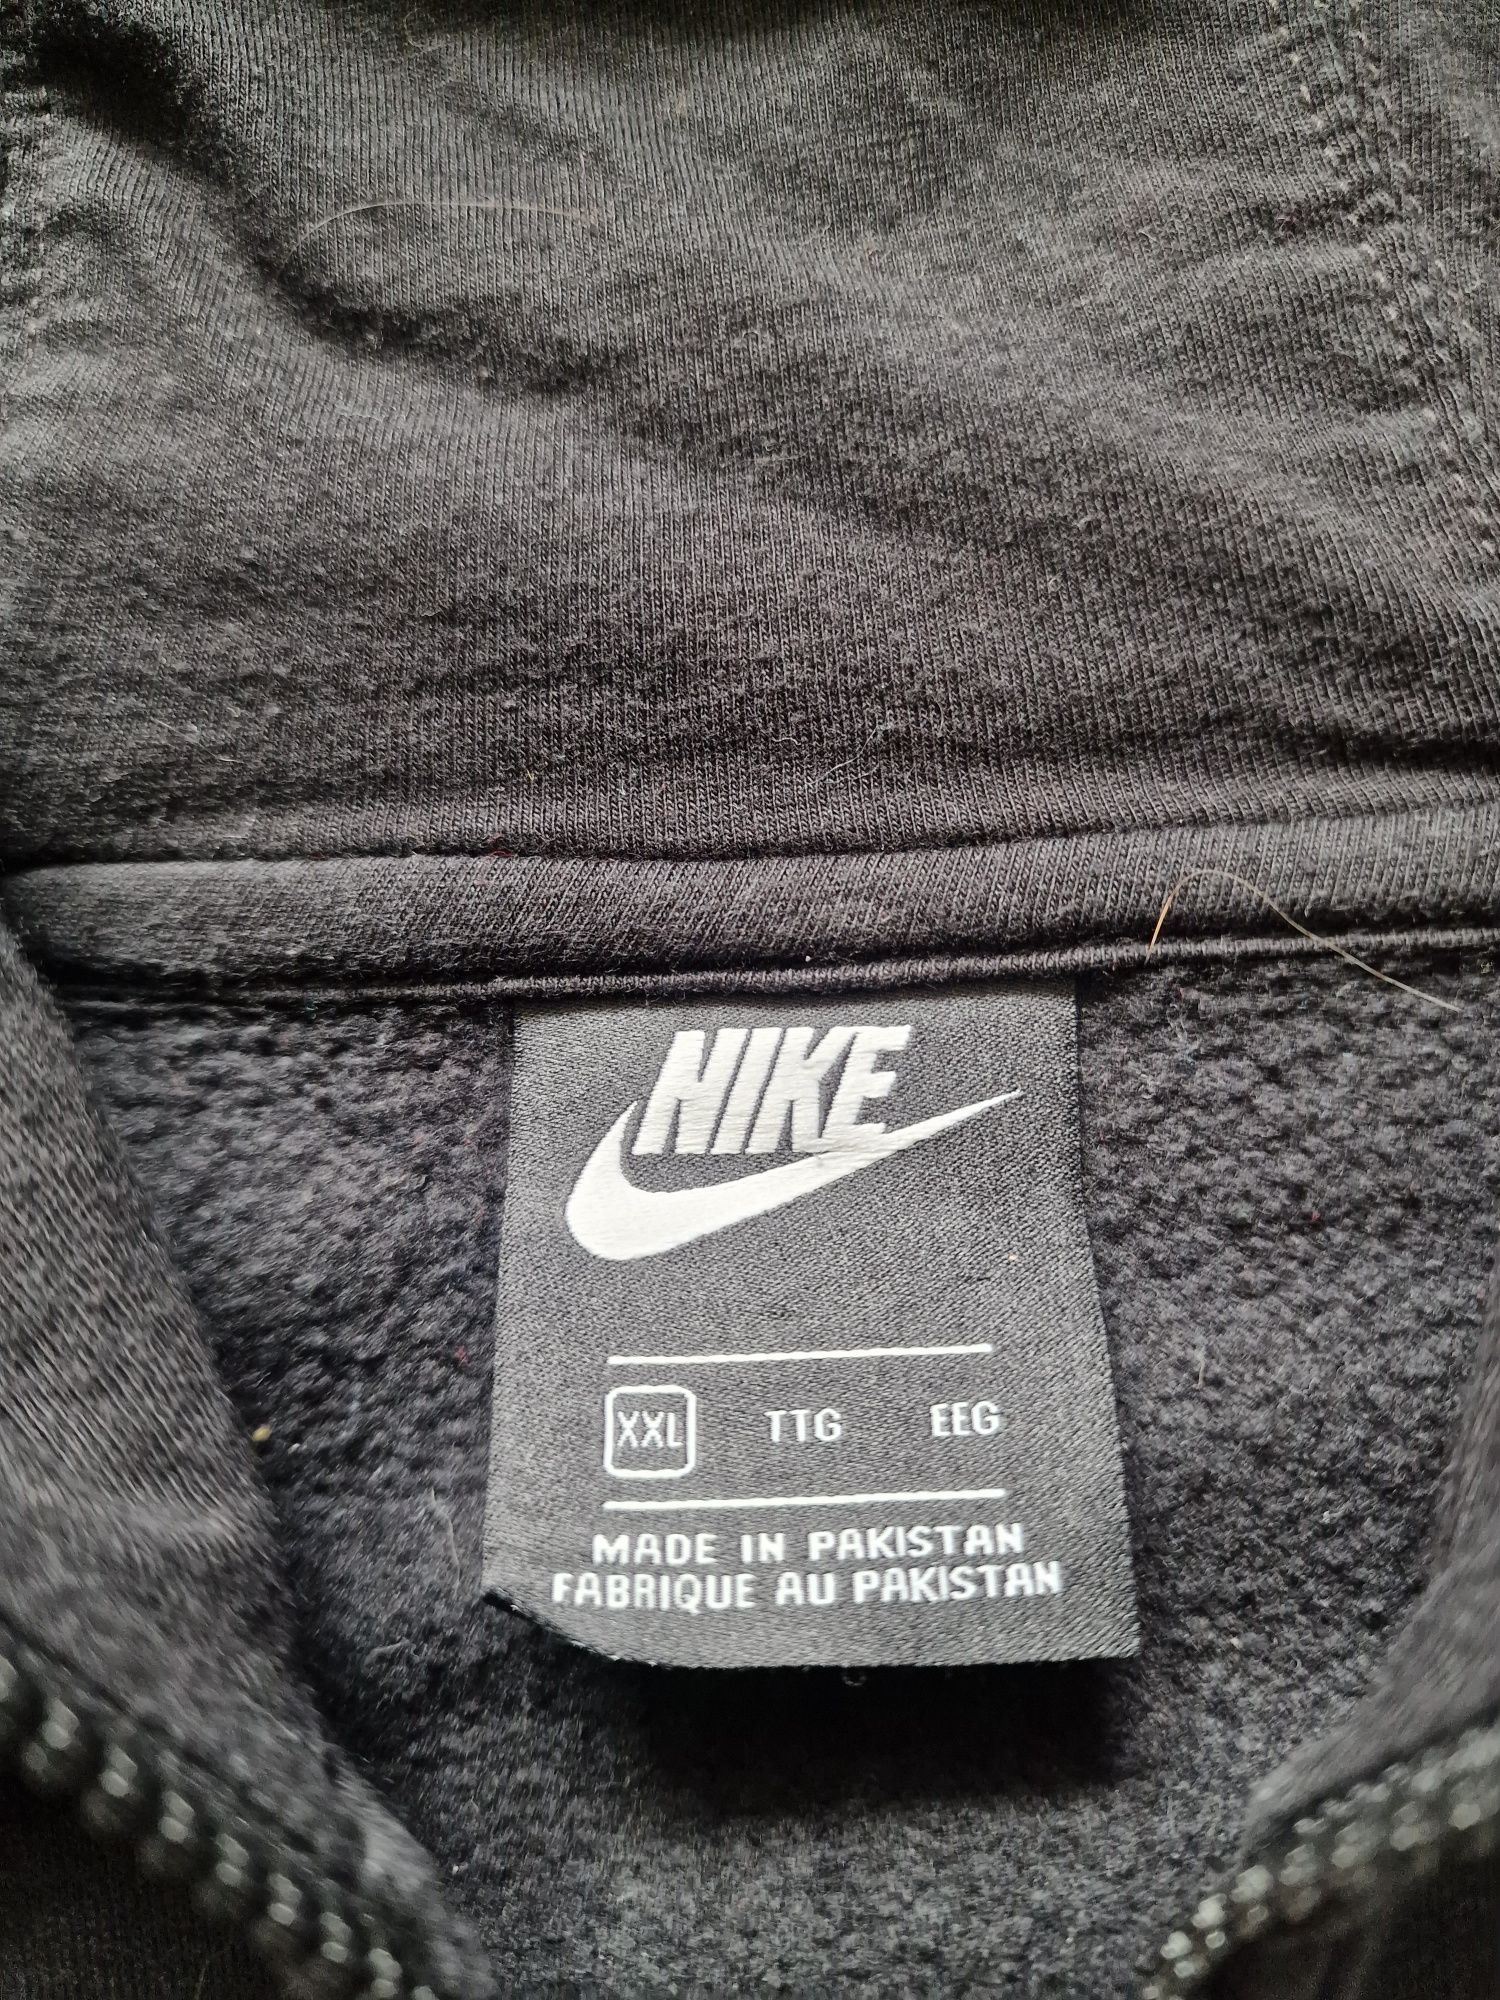 NIKE
XXL TTG EEG
MADE IN PAKISTAN
FABRIQUE AU PAKISTAN